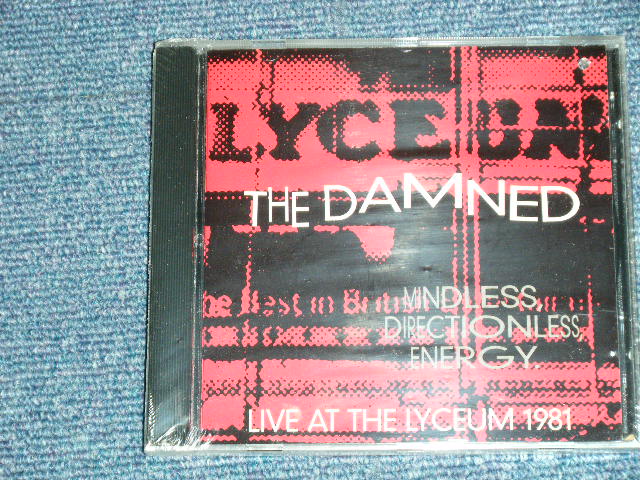 LYCEUM
THE DAMNED
MINDLESS,
DIRECTIONLESS,
ENERGY.
LIVE AT THE LYCEUM 1981